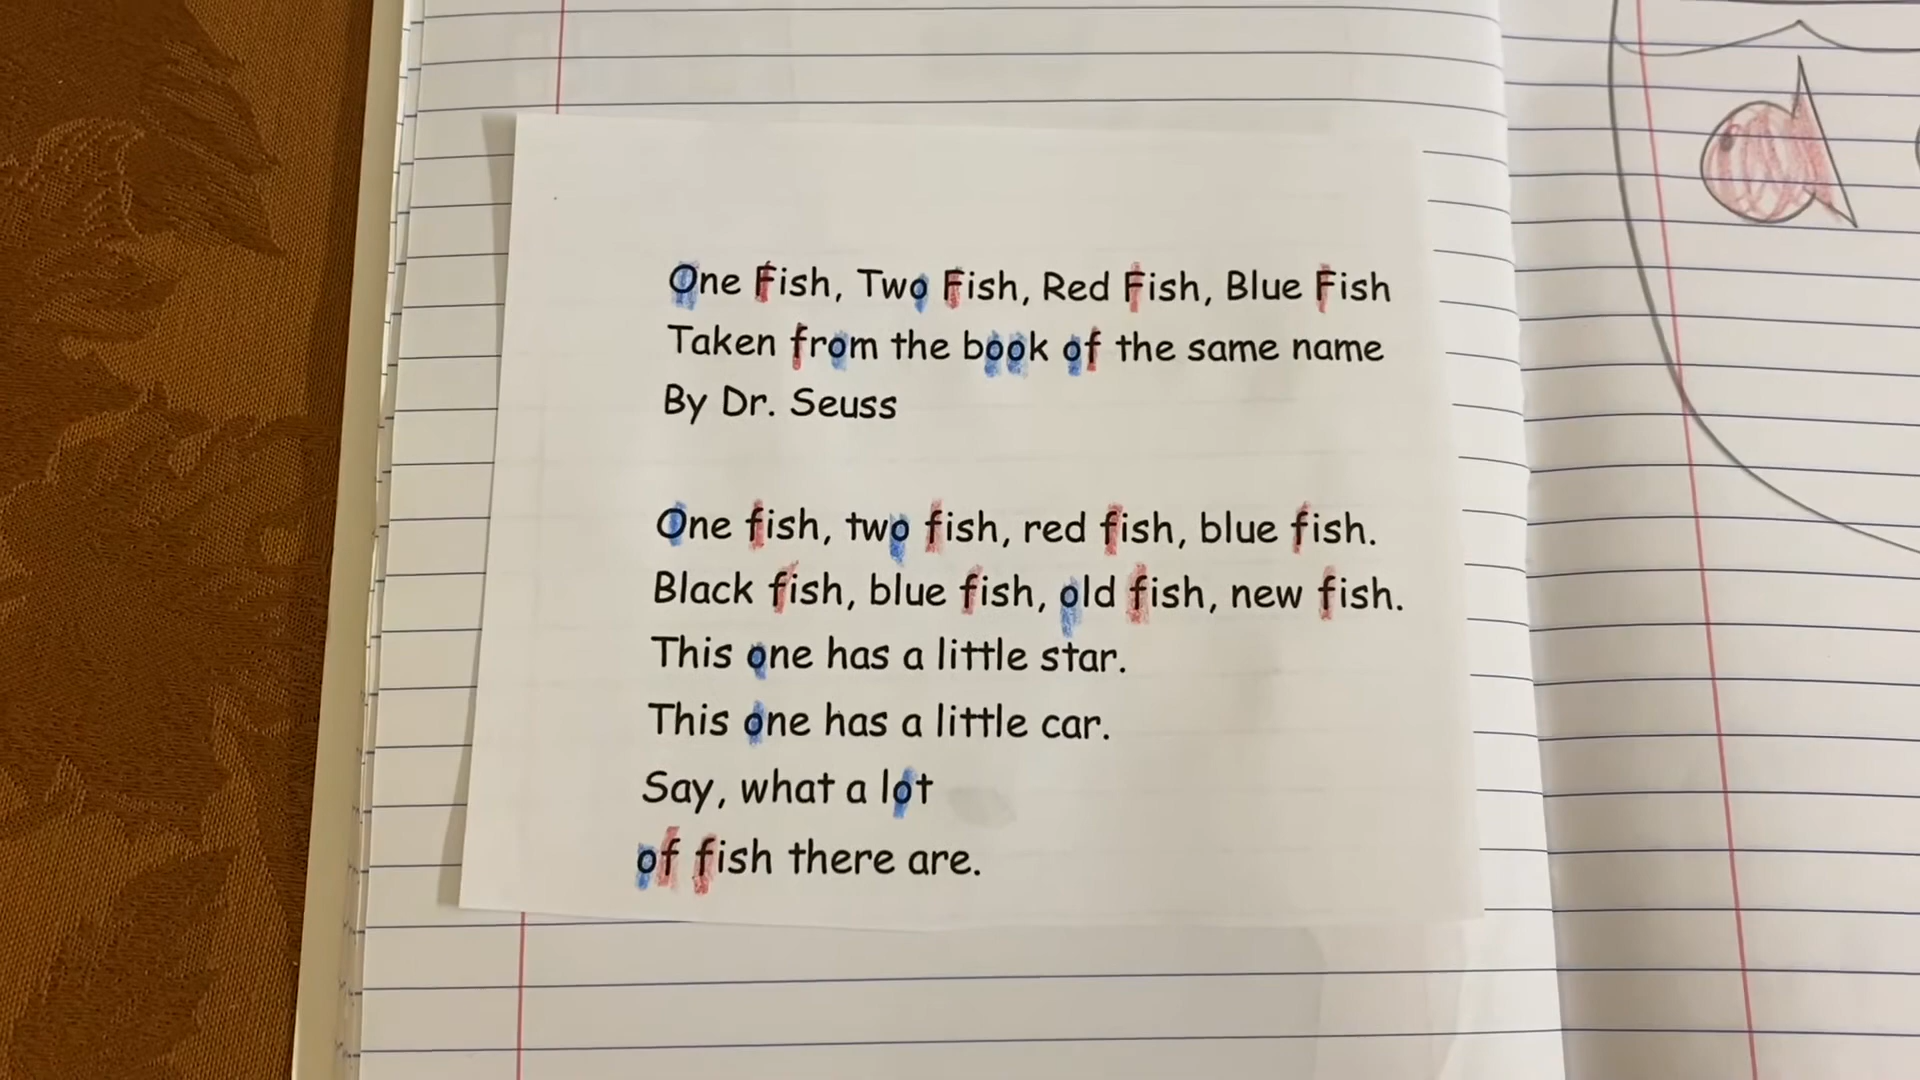 One Fish, Two Fish, Red Fish, Blue Fish
Taken from the book of the same name
By Dr. Seuss
One fish, two fish, red fish, blue fish.
Black fish, blue fish, old fish, new fish.
This one has a little star.
This one has a little car.
Say, what a lot
of fish there are.